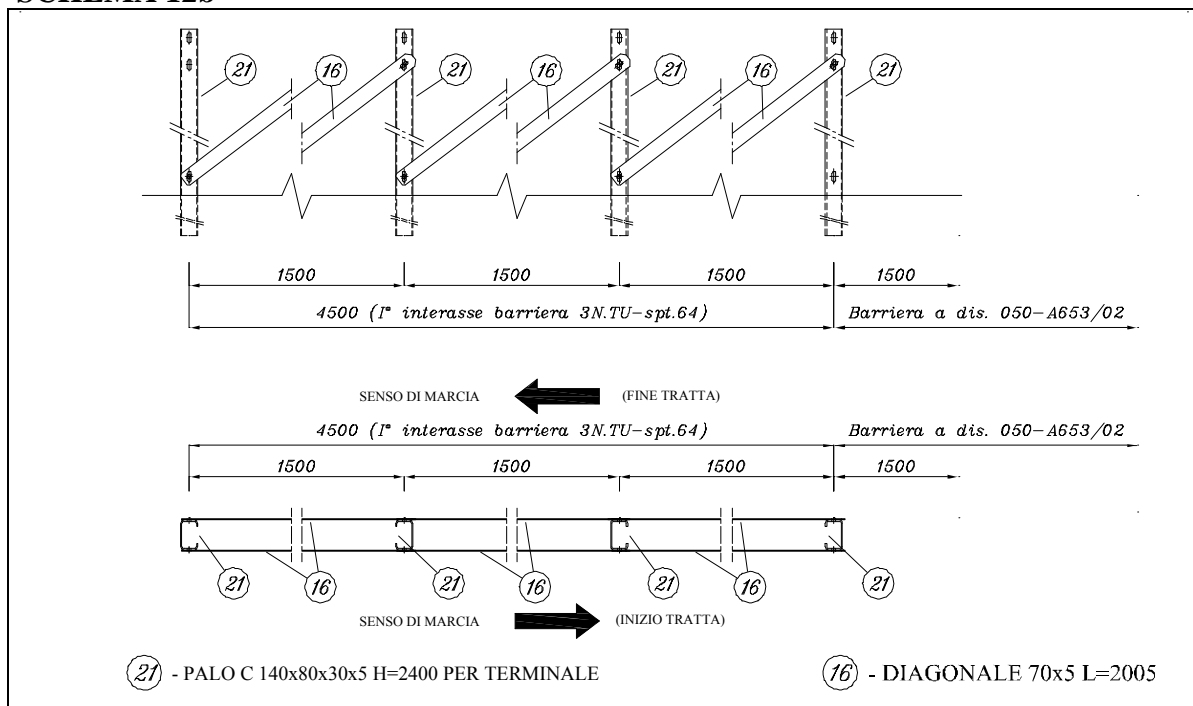 SCHEMA 12b
21 16 21 16 21 16 21
1500 1500 1500 1500
4500 (I° interasse barriera 3N.TU-spt.64) Barriera a dis. 050-A653/02
SENSO DI MARCIA (FINE TRATTA)
4500 (I° interasse barriera 3N.TU-spt.64) Barriera a dis. 050-A653/02
1500 1500 1500 1500
21 16 21 16 21 16 21
SENSO DI MARCIA (INIZIO TRATTA)
21 - PALO C 140x80x30x5 H=2400 PER TERMINALE 16 - DIAGONALE 70x5 L=2005